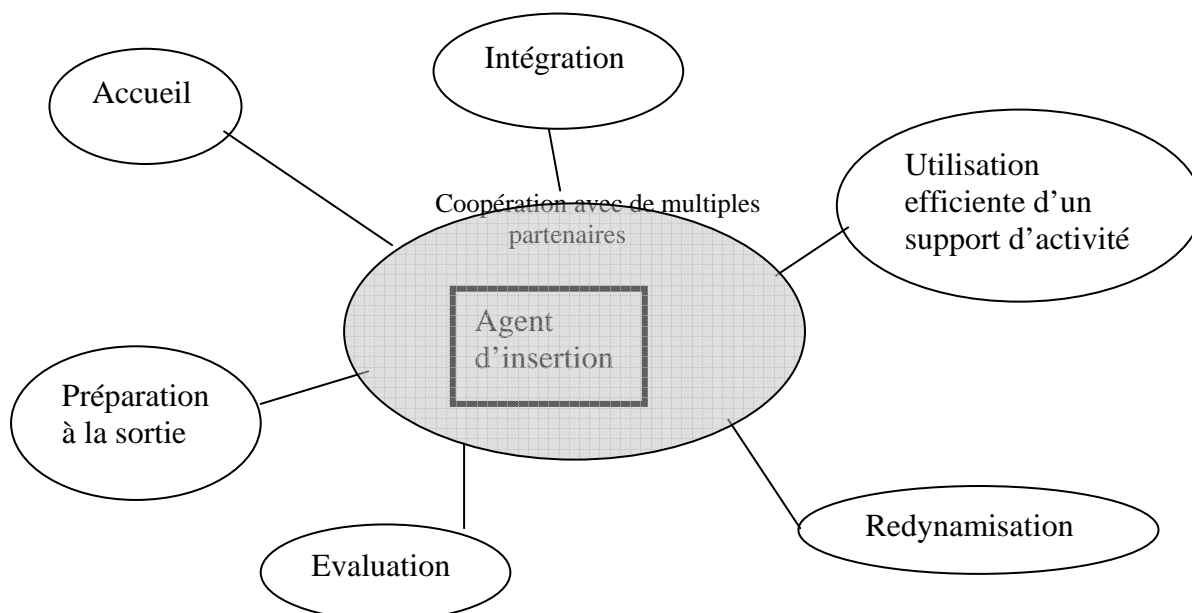 Intégration
Accueil
Utilisation
efficiente d’un
support d’activité
Coopération avec de multiples
partenaires
Agent
d’insertion
Préparation
à la sortie
Redynamisation
Evaluation